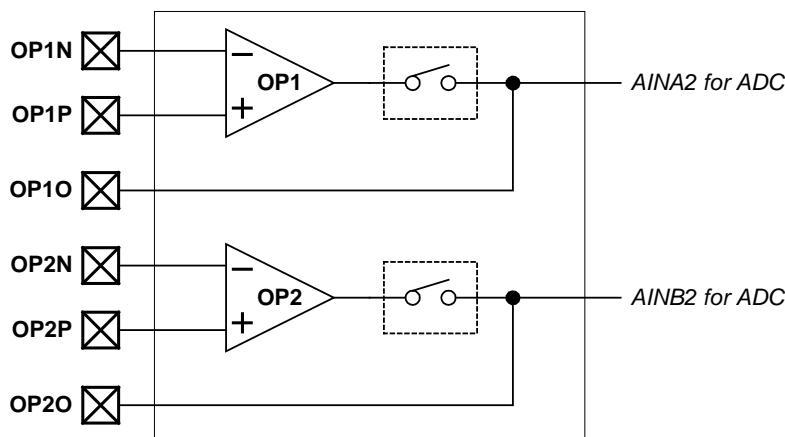 OP1N
OP1
AINA2 for ADC
OP1P
OP1O
OP2N
OP2
AINB2 for ADC
OP2P
OP2O